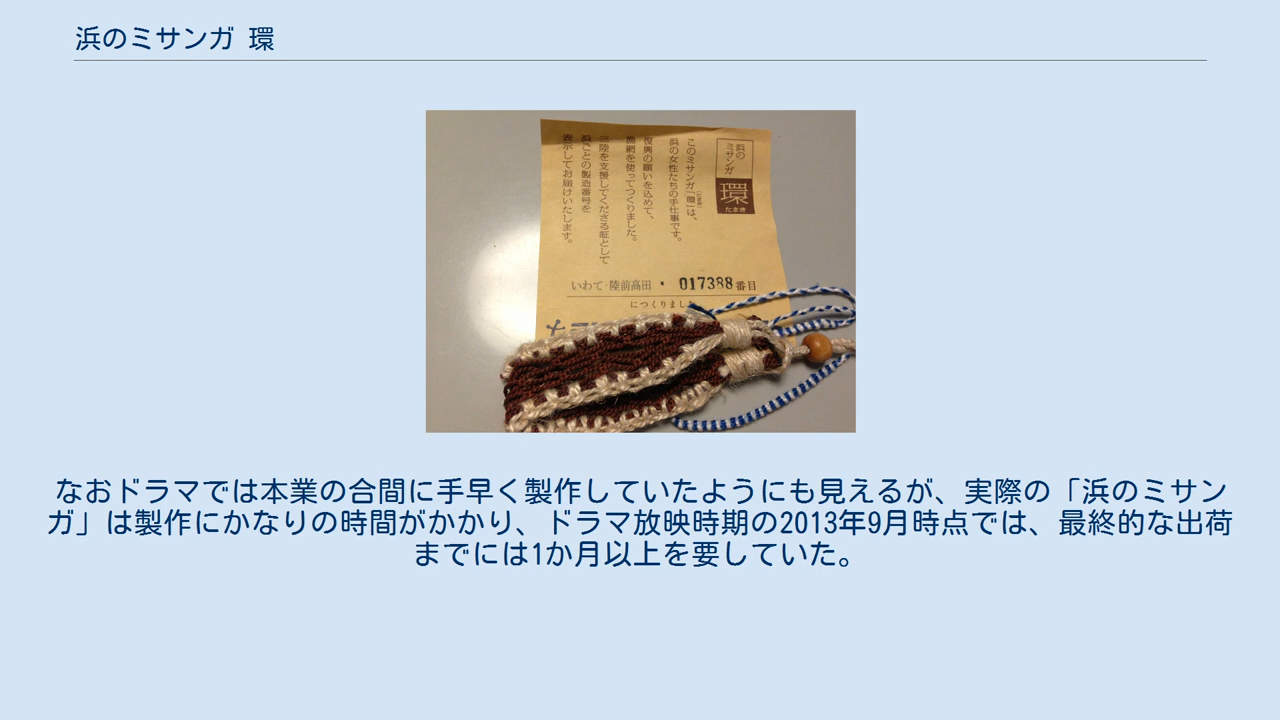 浜のミサンガ 環
浜の
ミサンガ
環
たまき
このミサンガ「環」は、
浜の女性たちの手仕事です。
復興の願いを込めて、
漁網を使ってつくりました。
三陸を支援してくださる証として
浜ごとの製造番号を
表示してお届けいたします。
いわて・陸前高田・017388番目
につくりました
なおドラマでは本業の合間に手早く製作していたようにも見えるが、実際の「浜のミサン
ガ」は製作にかなりの時間がかかり、ドラマ放映時期の2013年9月時点では、最終的な出荷
までには1か月以上を要していた。